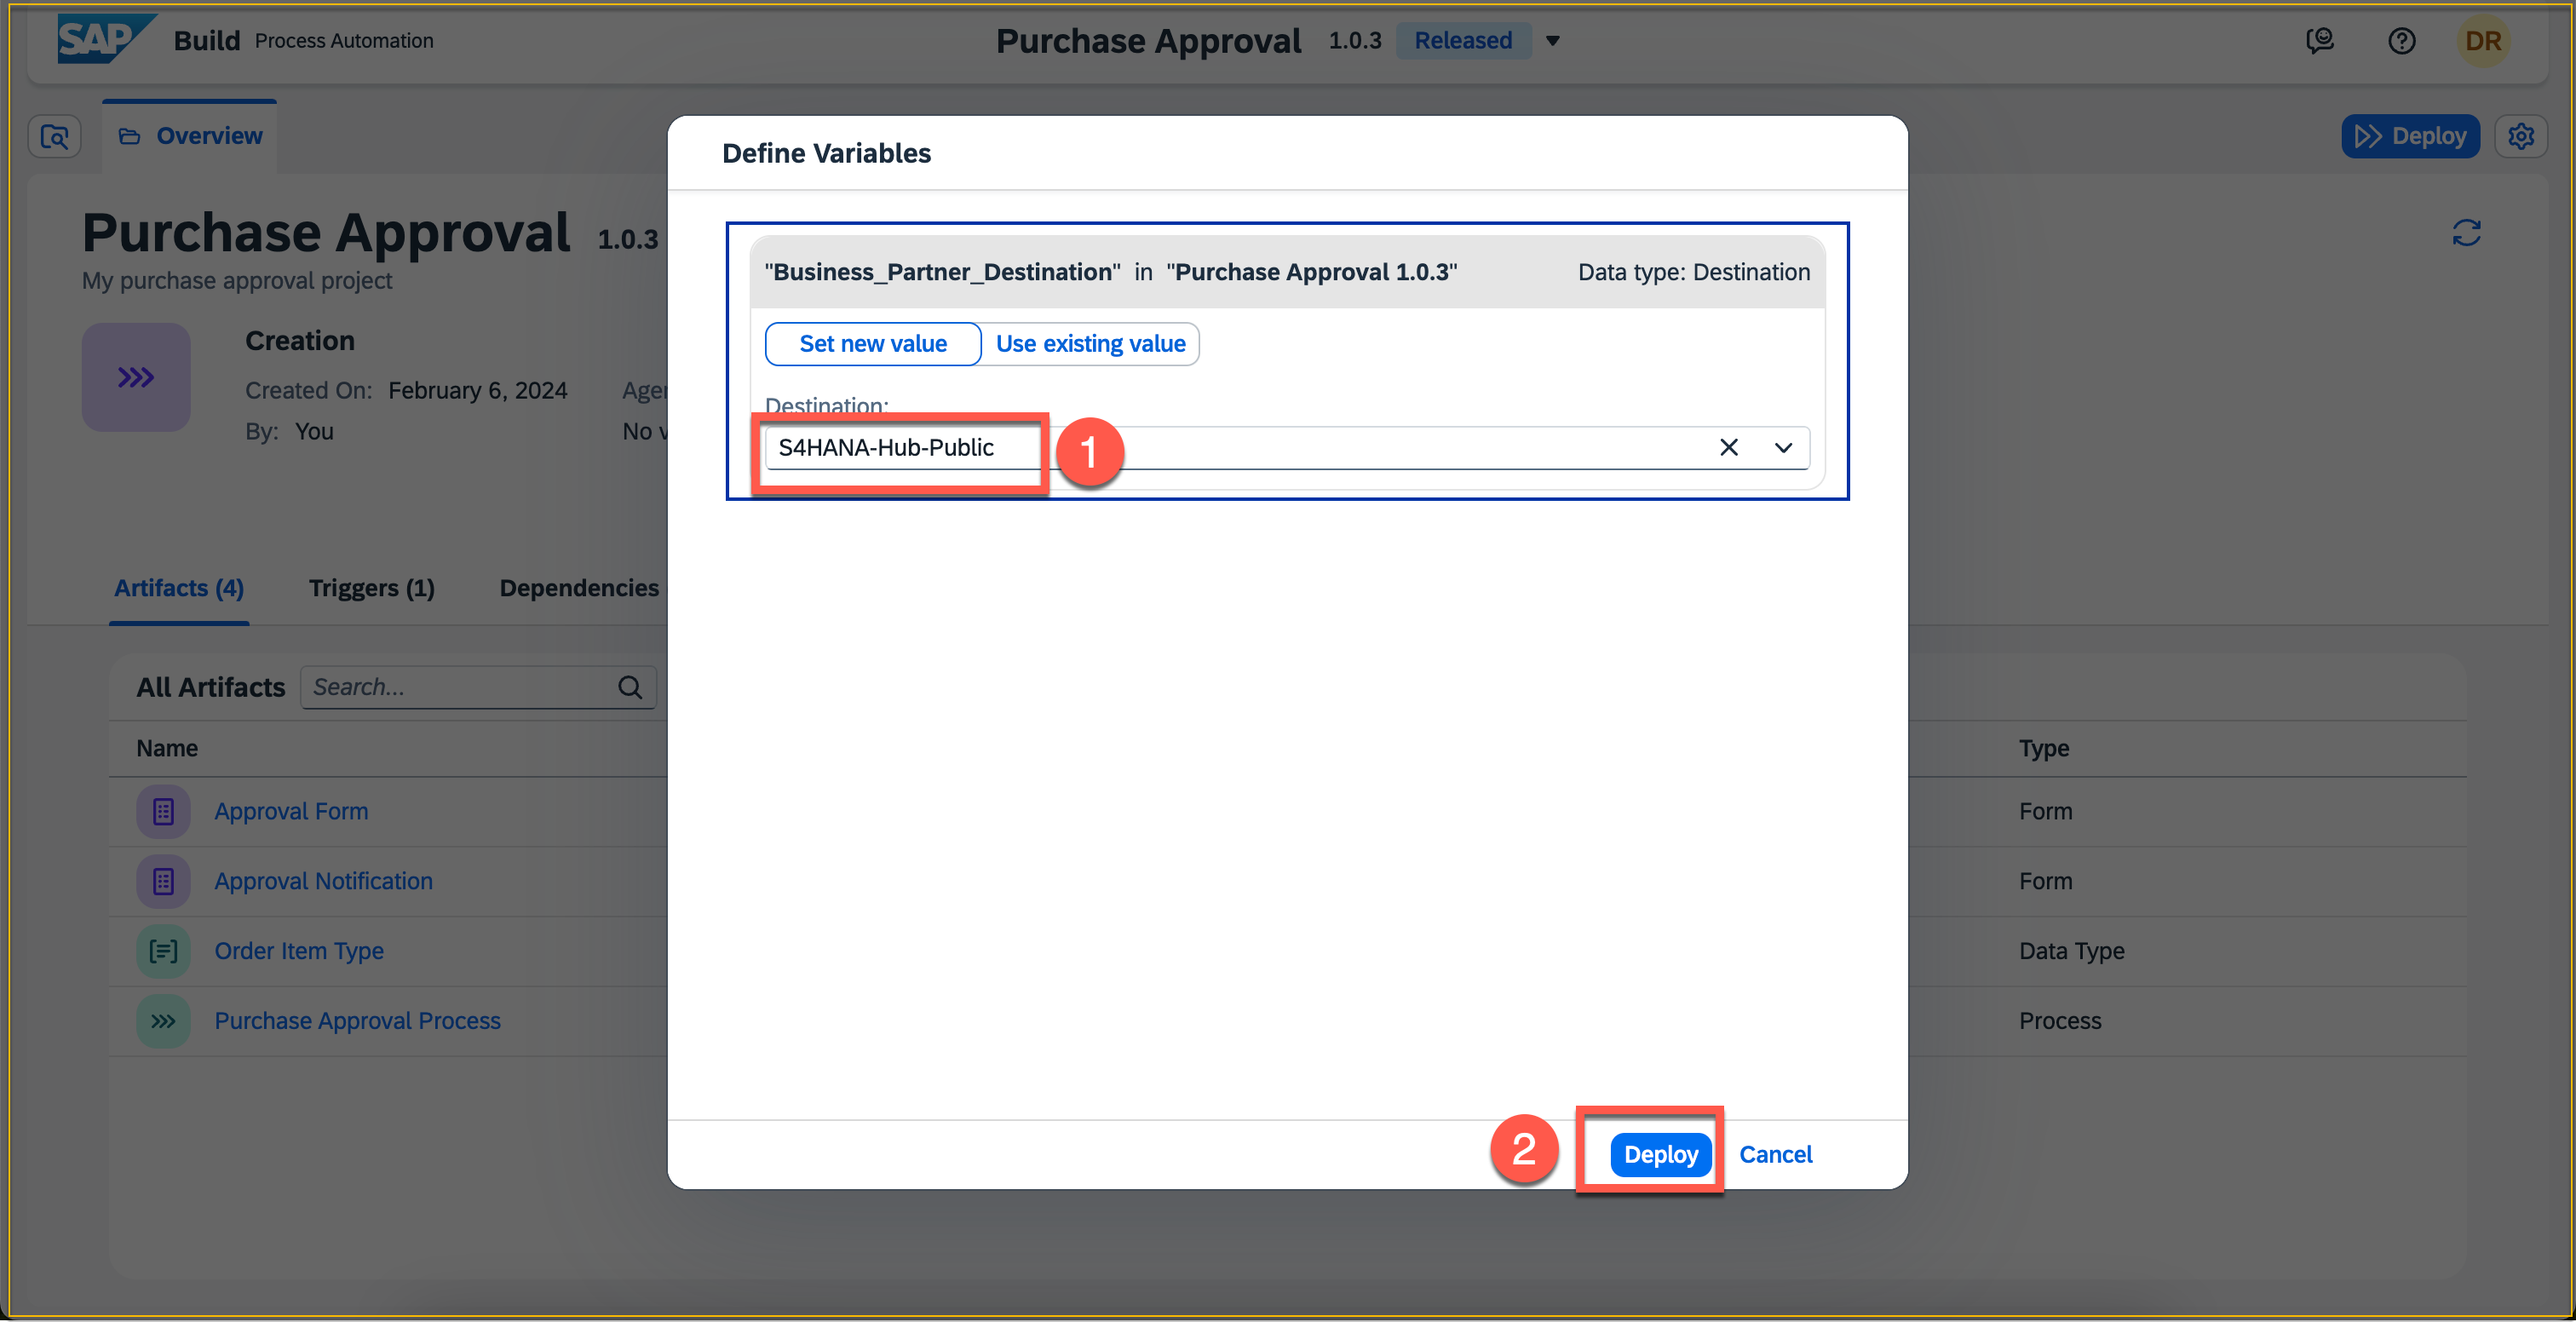 SAP Build Process Automation
Purchase Approval 1.0.3 Released
DR
Overview
Deploy
Purchase Approval 1.0.3
My purchase approval project
Creation
Created On: February 6, 2024
By: You
No
Artifacts (4) Triggers (1) Dependencies
All Artifacts Search...
Name Type
Approval Form Form
Approval Notification Form
Order Item Type Data Type
Purchase Approval Process Process
Define Variables
"Business_Partner_Destination" in "Purchase Approval 1.0.3" Data type: Destination
Set new value Use existing value
Destination:
S4HANA-Hub-Public
1
2
Deploy Cancel